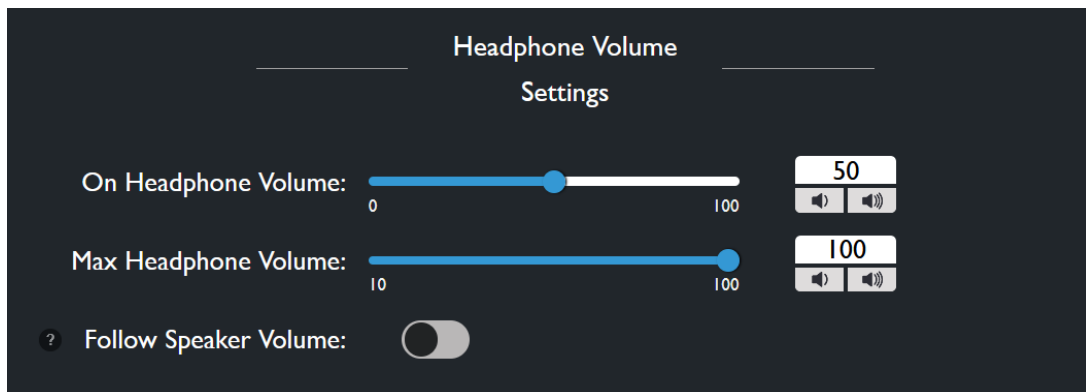 Headphone Volume
Settings
On Headphone Volume:
0
100
50
Max Headphone Volume:
10
100
100
? Follow Speaker Volume: